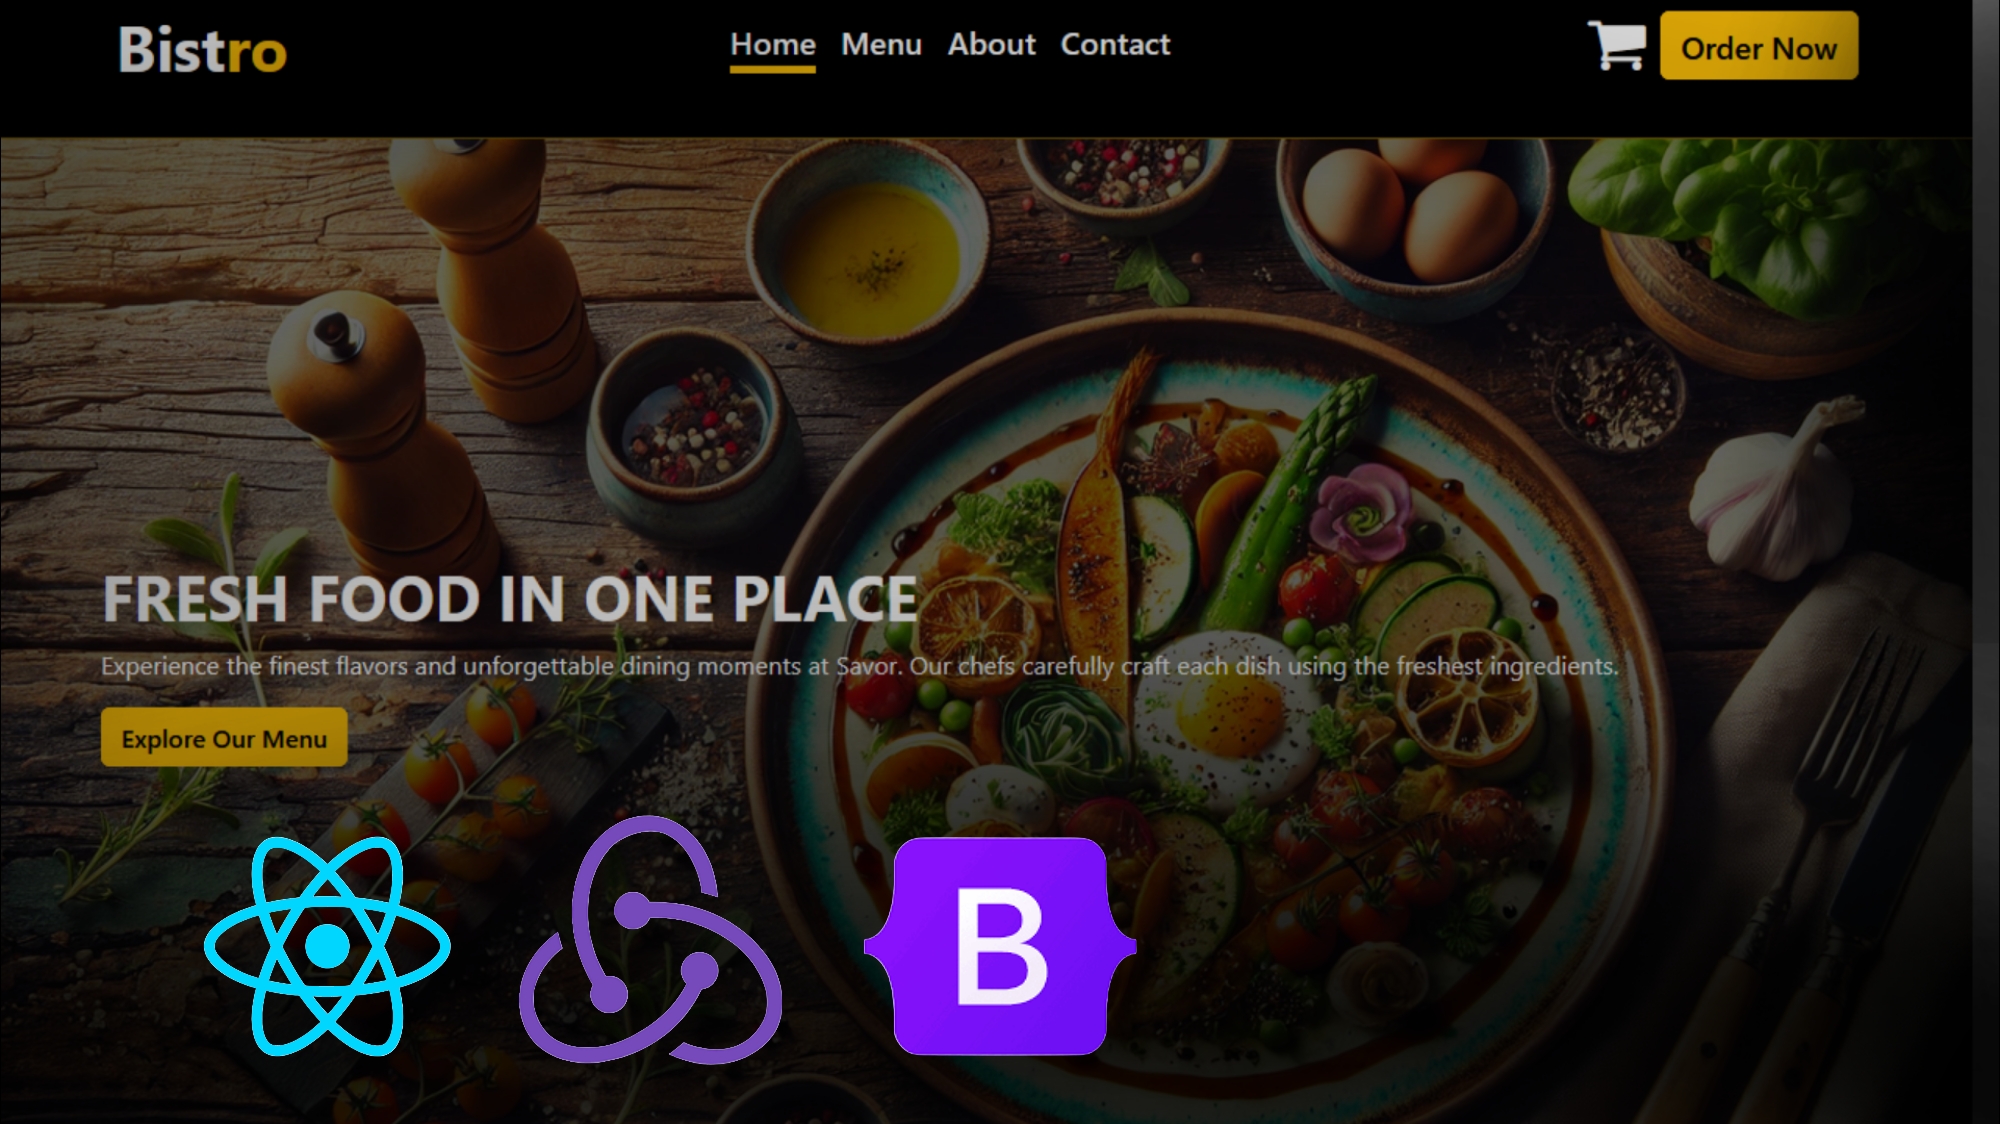 Bistro
Home Menu About Contact
Order Now
FRESH FOOD IN ONE PLACE
Experience the finest flavors and unforgettable dining moments at Savor. Our chefs carefully craft each dish using the freshest ingredients.
Explore Our Menu
B